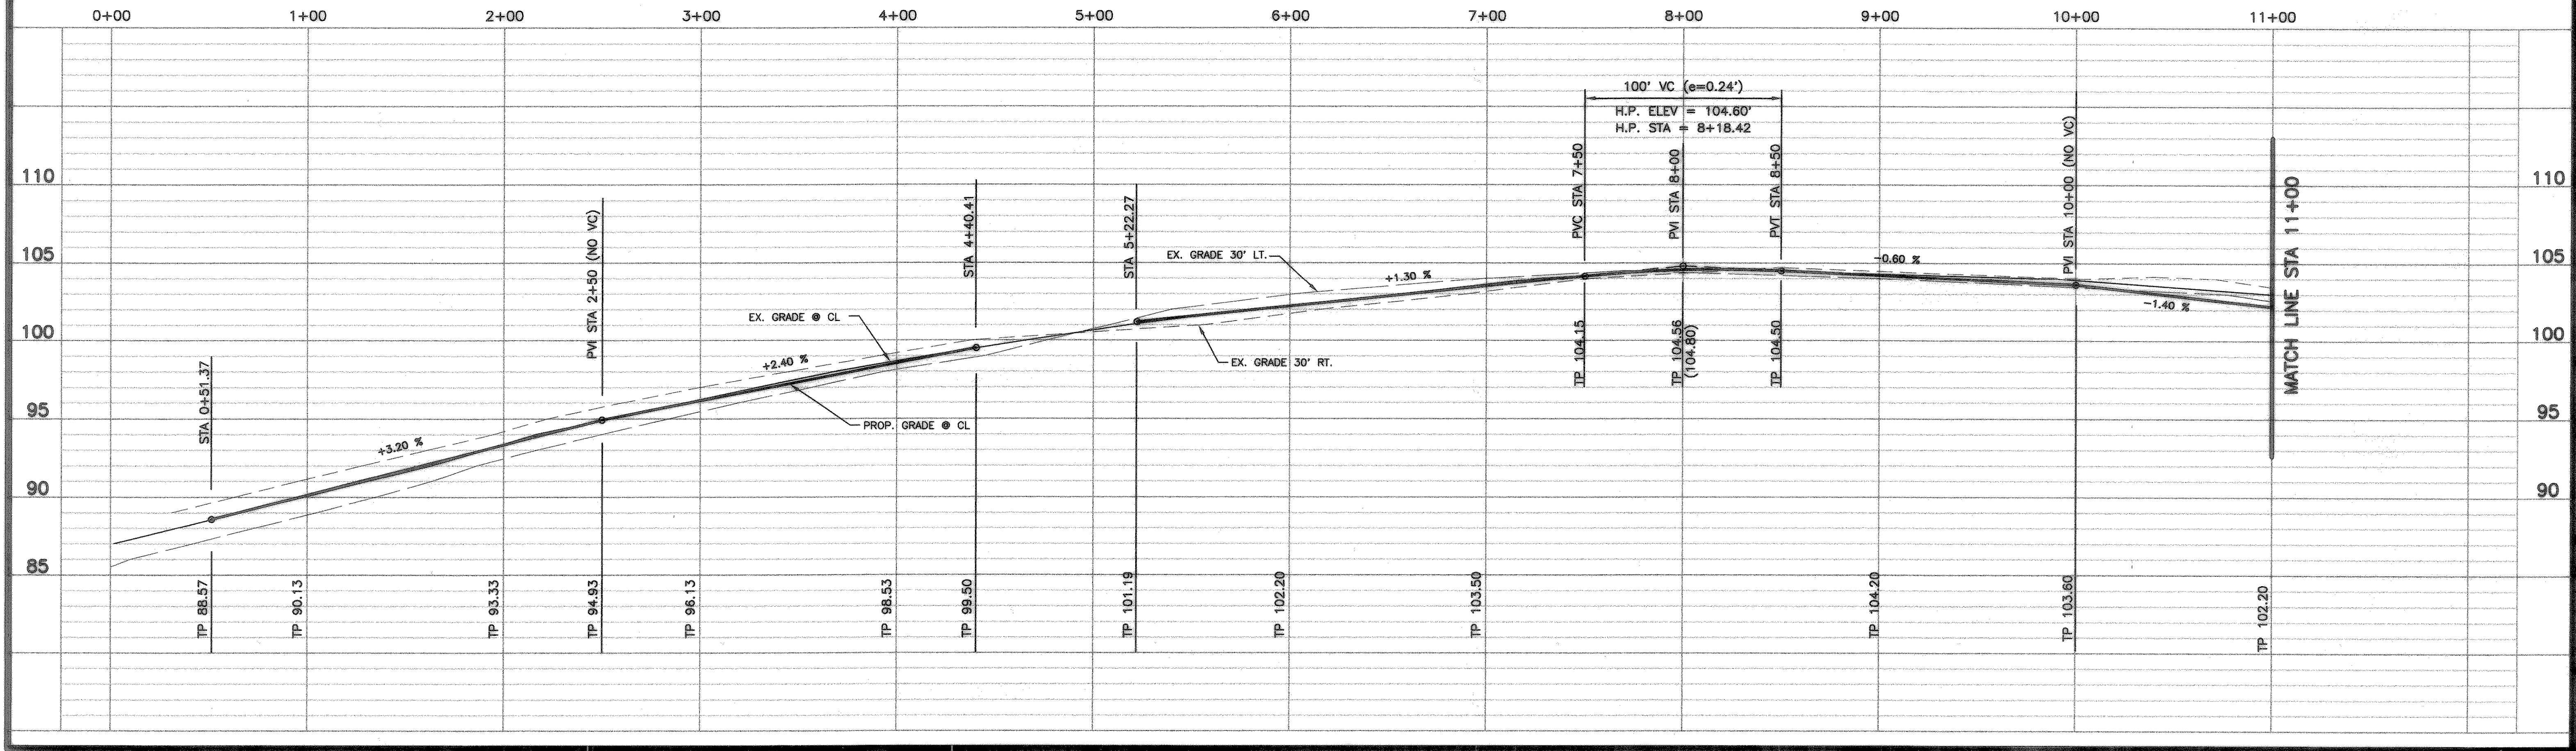 0+00 1+00 2+00 3+00 4+00 5+00 6+00 7+00 8+00 9+00 10+00 11+00
100' VC (e=0.24')
H.P. ELEV = 104.60'
H.P. STA = 8+18.42
110
105
100
95
90
85
STA 0+51.37
PVI STA 2+50 (NO VC)
STA 4+40.41
STA 5+22.27
PVC STA 7+50
PVI STA 8+00
PVT STA 8+50
PVI STA 10+00 (NO VC)
MATCH LINE STA 11+00
110
105
100
95
90
+3.20 %
+2.40 %
+1.30 %
-0.60 %
-1.40 %
EX. GRADE @ CL
PROP. GRADE @ CL
EX. GRADE 30' LT.
EX. GRADE 30' RT.
TP 104.15
TP 104.56
(104.80)
TP 104.50
TP 88.57
TP 90.13
TP 93.33
TP 94.93
TP 96.13
TP 98.53
TP 99.50
TP 101.19
TP 102.20
TP 103.50
TP 104.20
TP 103.60
TP 102.20